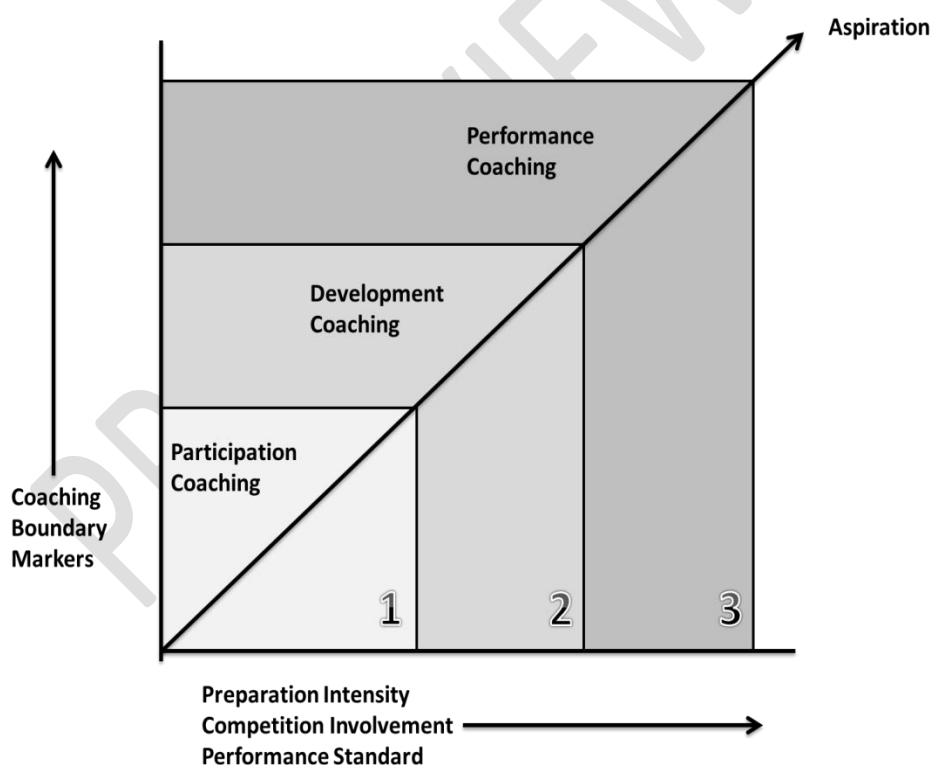 Aspiration
Performance
Coaching
Development
Coaching
Participation
Coaching
Coaching
Boundary
Markers
1
2
3
Preparation Intensity
Competition Involvement
Performance Standard